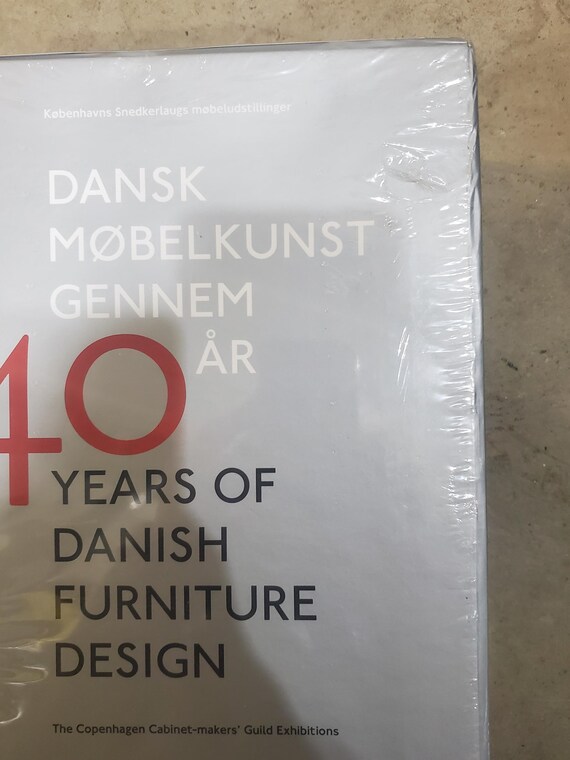 Københavns Snedkerlaugs møbeludstillinger
DANSK
MØBELKUNST
GENNEM
40 ÅR
YEARS OF
DANISH
FURNITURE
DESIGN
The Copenhagen Cabinet-makers' Guild Exhibitions